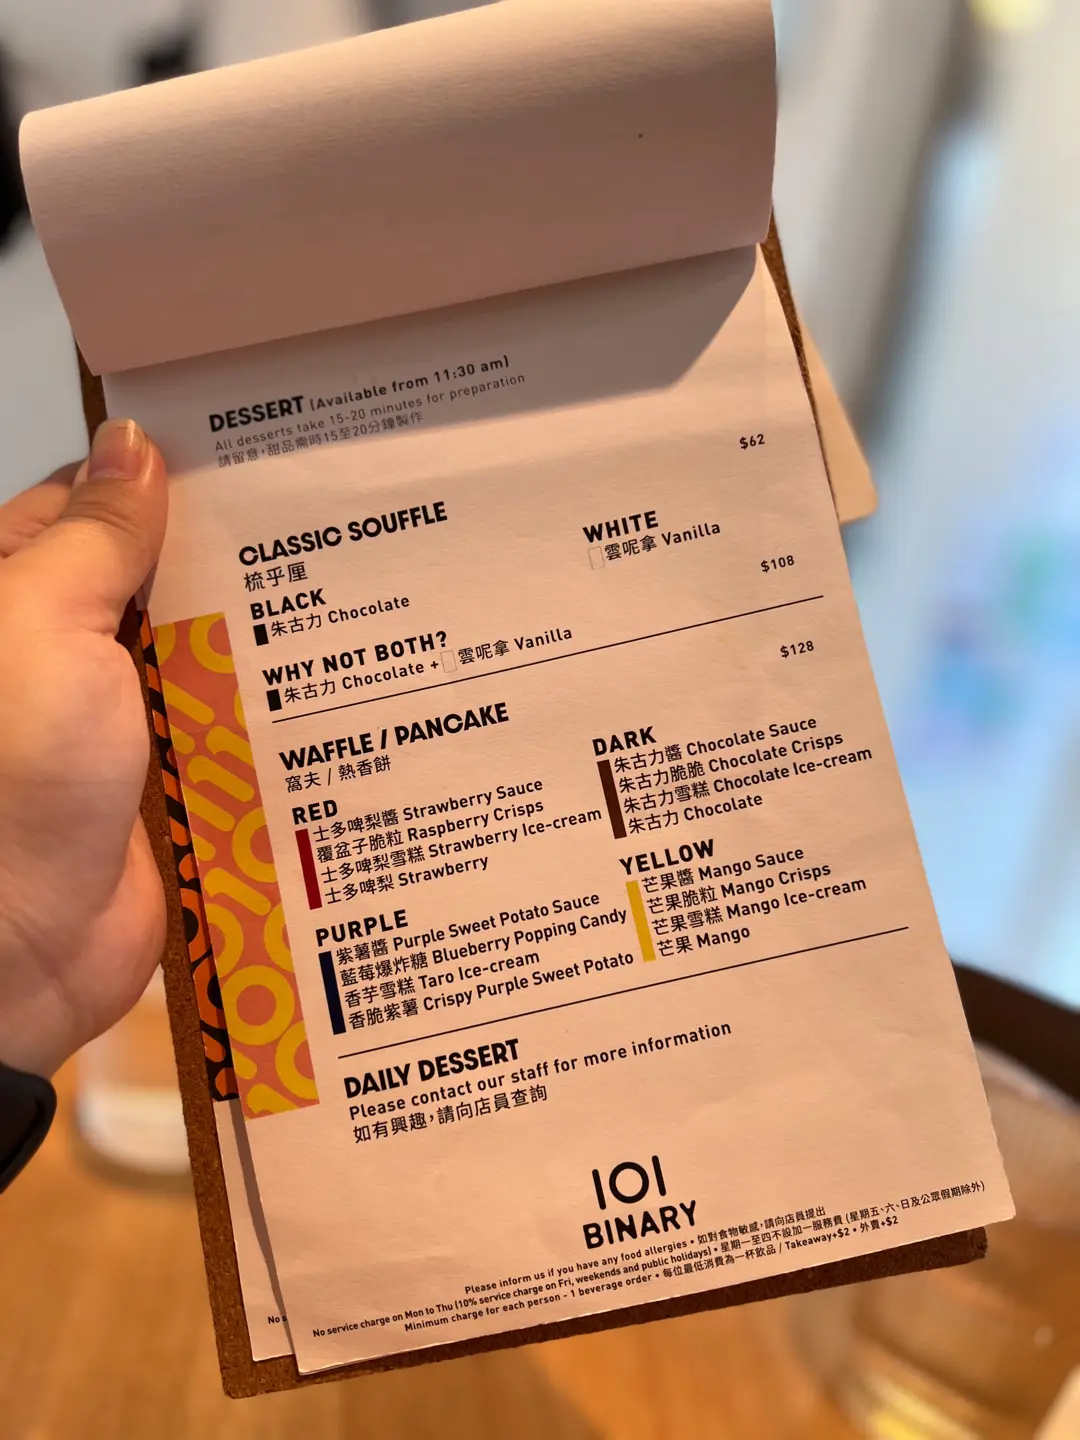 DESSERT (Available from 11:30 am)
All desserts take 15-20 minutes for preparation
請留意，甜品需時15至20分鐘製作
$62
CLASSIC SOUFFLE
梳乎厘
BLACK
朱古力 Chocolate
WHITE
雲呢拿 Vanilla
$108
WHY NOT BOTH?
朱古力 Chocolate + 雲呢拿 Vanilla
$128
WAFFLE / PANCAKE
窩夫 / 熱香餅
RED
士多啤梨醬 Strawberry Sauce
覆盆子脆粒 Raspberry Crisps
士多啤梨雪糕 Strawberry Ice-cream
士多啤梨 Strawberry
DARK
朱古力醬 Chocolate Sauce
朱古力脆脆 Chocolate Crisps
朱古力雪糕 Chocolate Ice-cream
朱古力 Chocolate
PURPLE
紫薯醬 Purple Sweet Potato Sauce
藍莓爆炸糖 Blueberry Popping Candy
香芋雪糕 Taro Ice-cream
香脆紫薯 Crispy Purple Sweet Potato
YELLOW
芒果醬 Mango Sauce
芒果脆粒 Mango Crisps
芒果雪糕 Mango Ice-cream
芒果 Mango
DAILY DESSERT
Please contact our staff for more information
如有興趣，請向店員查詢
101
BINARY
Please inform us if you have any food allergies • 如對食物敏感，請向店員提出
No service charge on Mon to Thu (10% service charge on Fri, weekends and public holidays) • 星期一至四不設加一服務費 (星期五、六、日及公眾假期除外)
Minimum charge for each person - 1 beverage order • 每位最低消費為一杯飲品 / Takeaway+$2 • 外賣+$2
No s